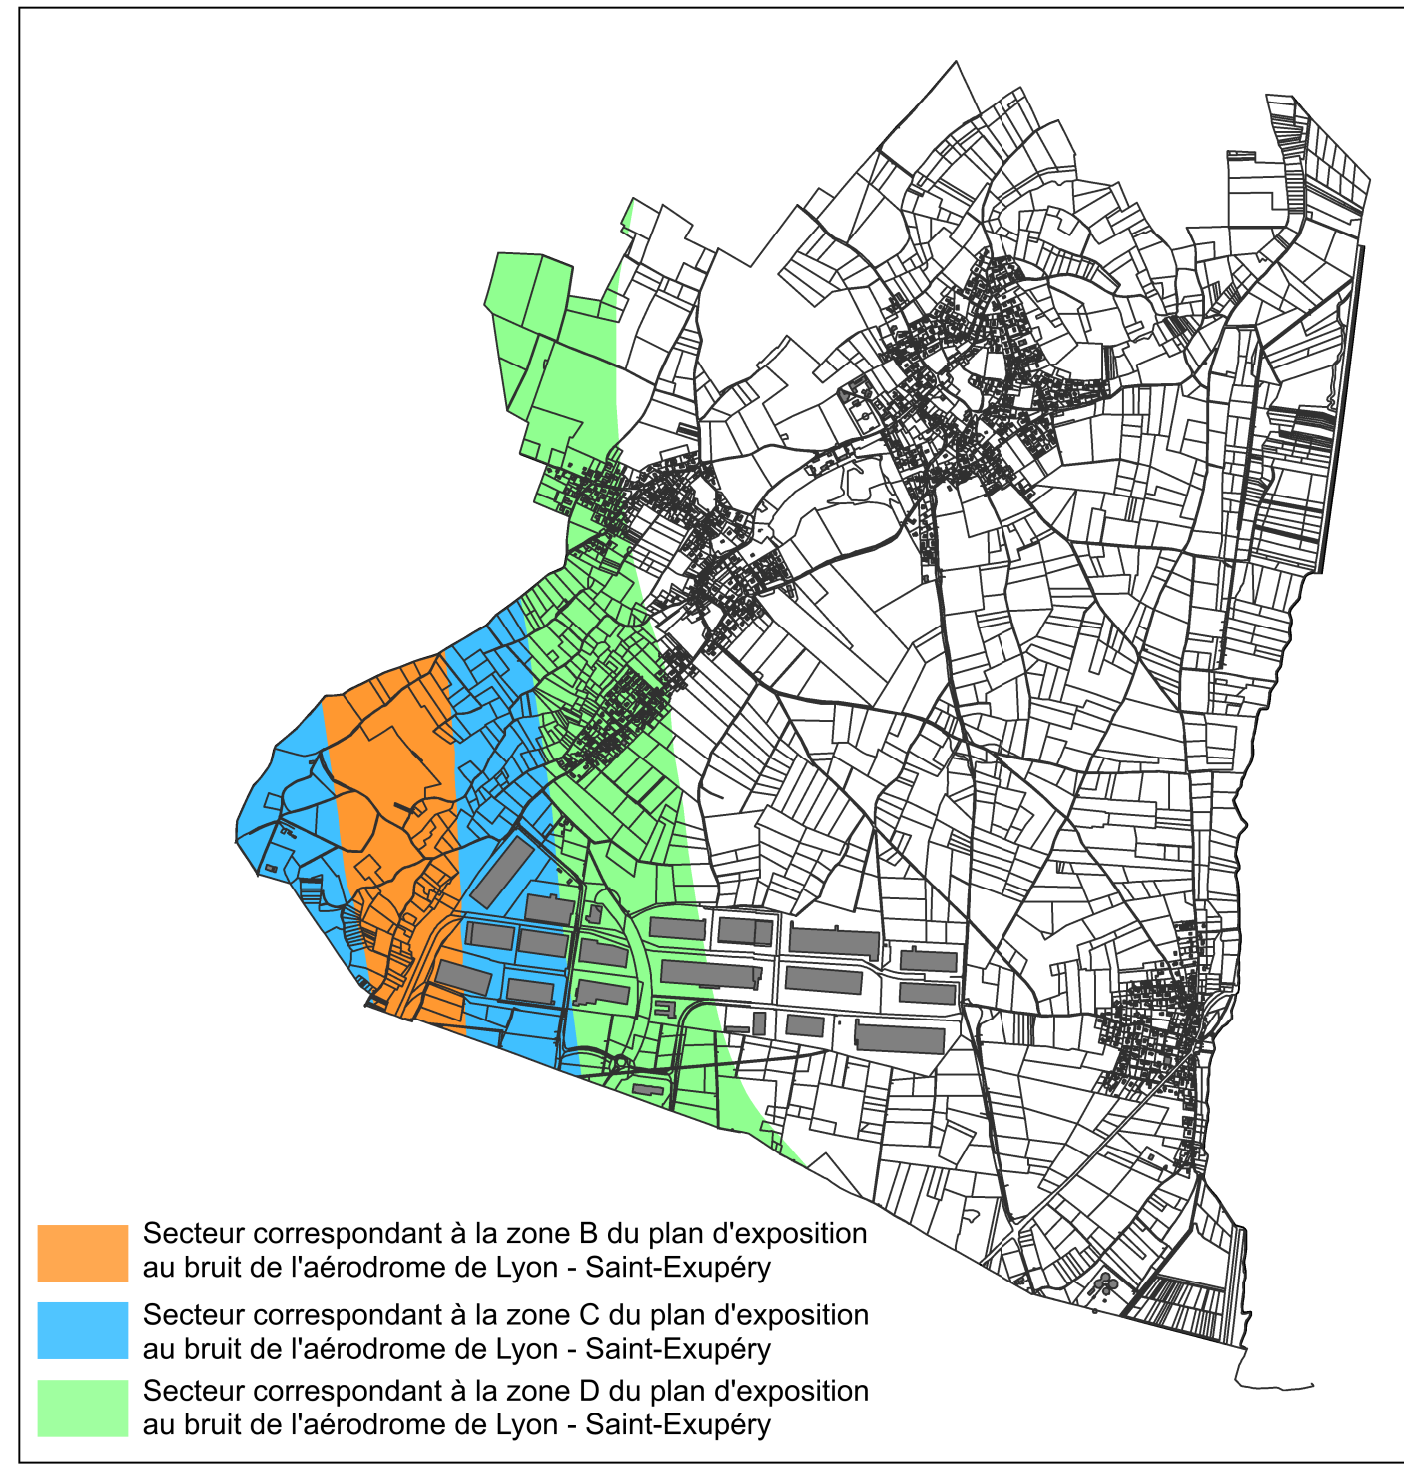 Secteur correspondant à la zone B du plan d'exposition
au bruit de l'aérodrome de Lyon - Saint-Exupéry
Secteur correspondant à la zone C du plan d'exposition
au bruit de l'aérodrome de Lyon - Saint-Exupéry
Secteur correspondant à la zone D du plan d'exposition
au bruit de l'aérodrome de Lyon - Saint-Exupéry